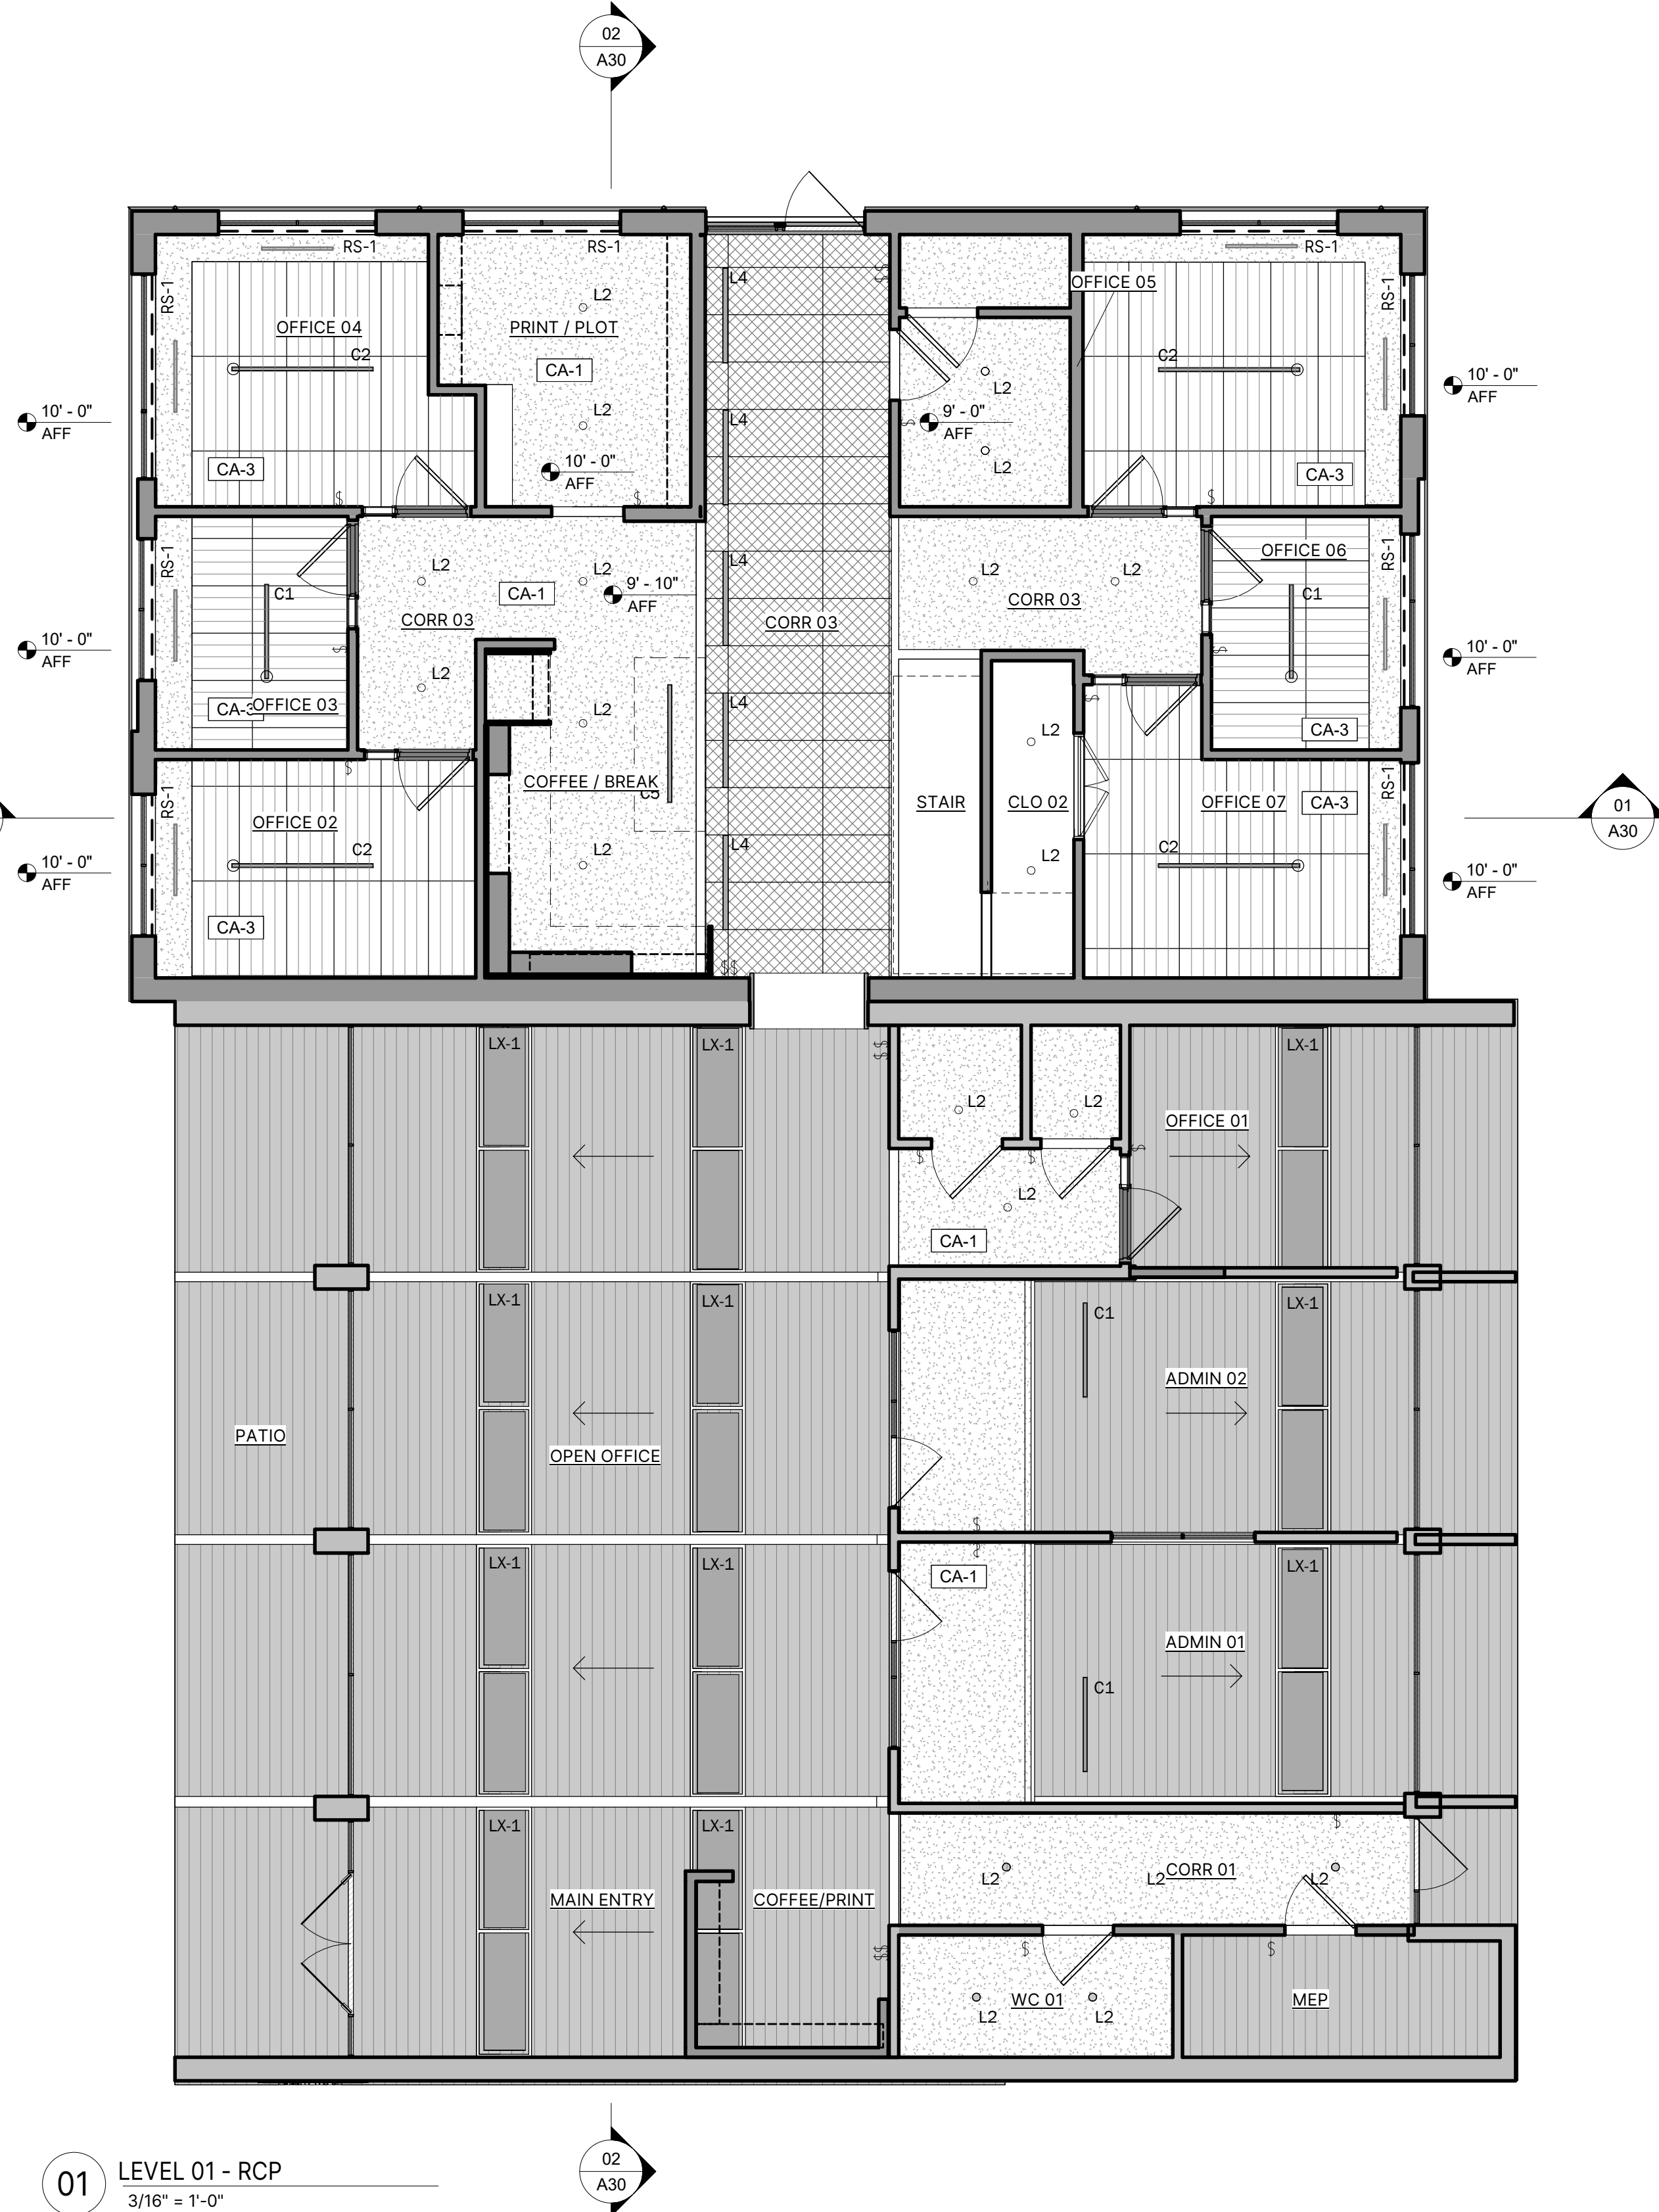 02
A30
RS-1
RS-1
RS-1
RS-1
L4
OFFICE 05
RS-1
L2
OFFICE 04
PRINT / PLOT
C2
C2
CA-1
L2
10' - 0"
AFF
10' - 0"
AFF
L2
L4
9' - 0"
AFF
10' - 0"
AFF
L2
CA-3
CA-3
$
$
$
RS-1
OFFICE 06
RS-1
L4
L2
L2
L2
L2
C1
CA-1
9' - 10"
AFF
CORR 03
C1
CORR 03
CORR 03
10' - 0"
AFF
10' - 0"
AFF
L2
CA-3
OFFICE 03
L2
L4
L2
CA-3
RS-1
COFFEE / BREAK
C5
STAIR
CLO 02
OFFICE 07
CA-3
RS-1
01
A30
OFFICE 02
C2
L2
L4
L2
C2
10' - 0"
AFF
10' - 0"
AFF
CA-3
$$
LX-1
LX-1
LX-1
L2
L2
OFFICE 01
L2
CA-1
LX-1
LX-1
LX-1
C1
ADMIN 02
PATIO
OPEN OFFICE
LX-1
LX-1
LX-1
CA-1
ADMIN 01
C1
LX-1
LX-1
L2
L2
CORR 01
L2
MAIN ENTRY
COFFEE/PRINT
WC 01
MEP
L2
L2
01
LEVEL 01 - RCP
3/16" = 1'-0"
02
A30